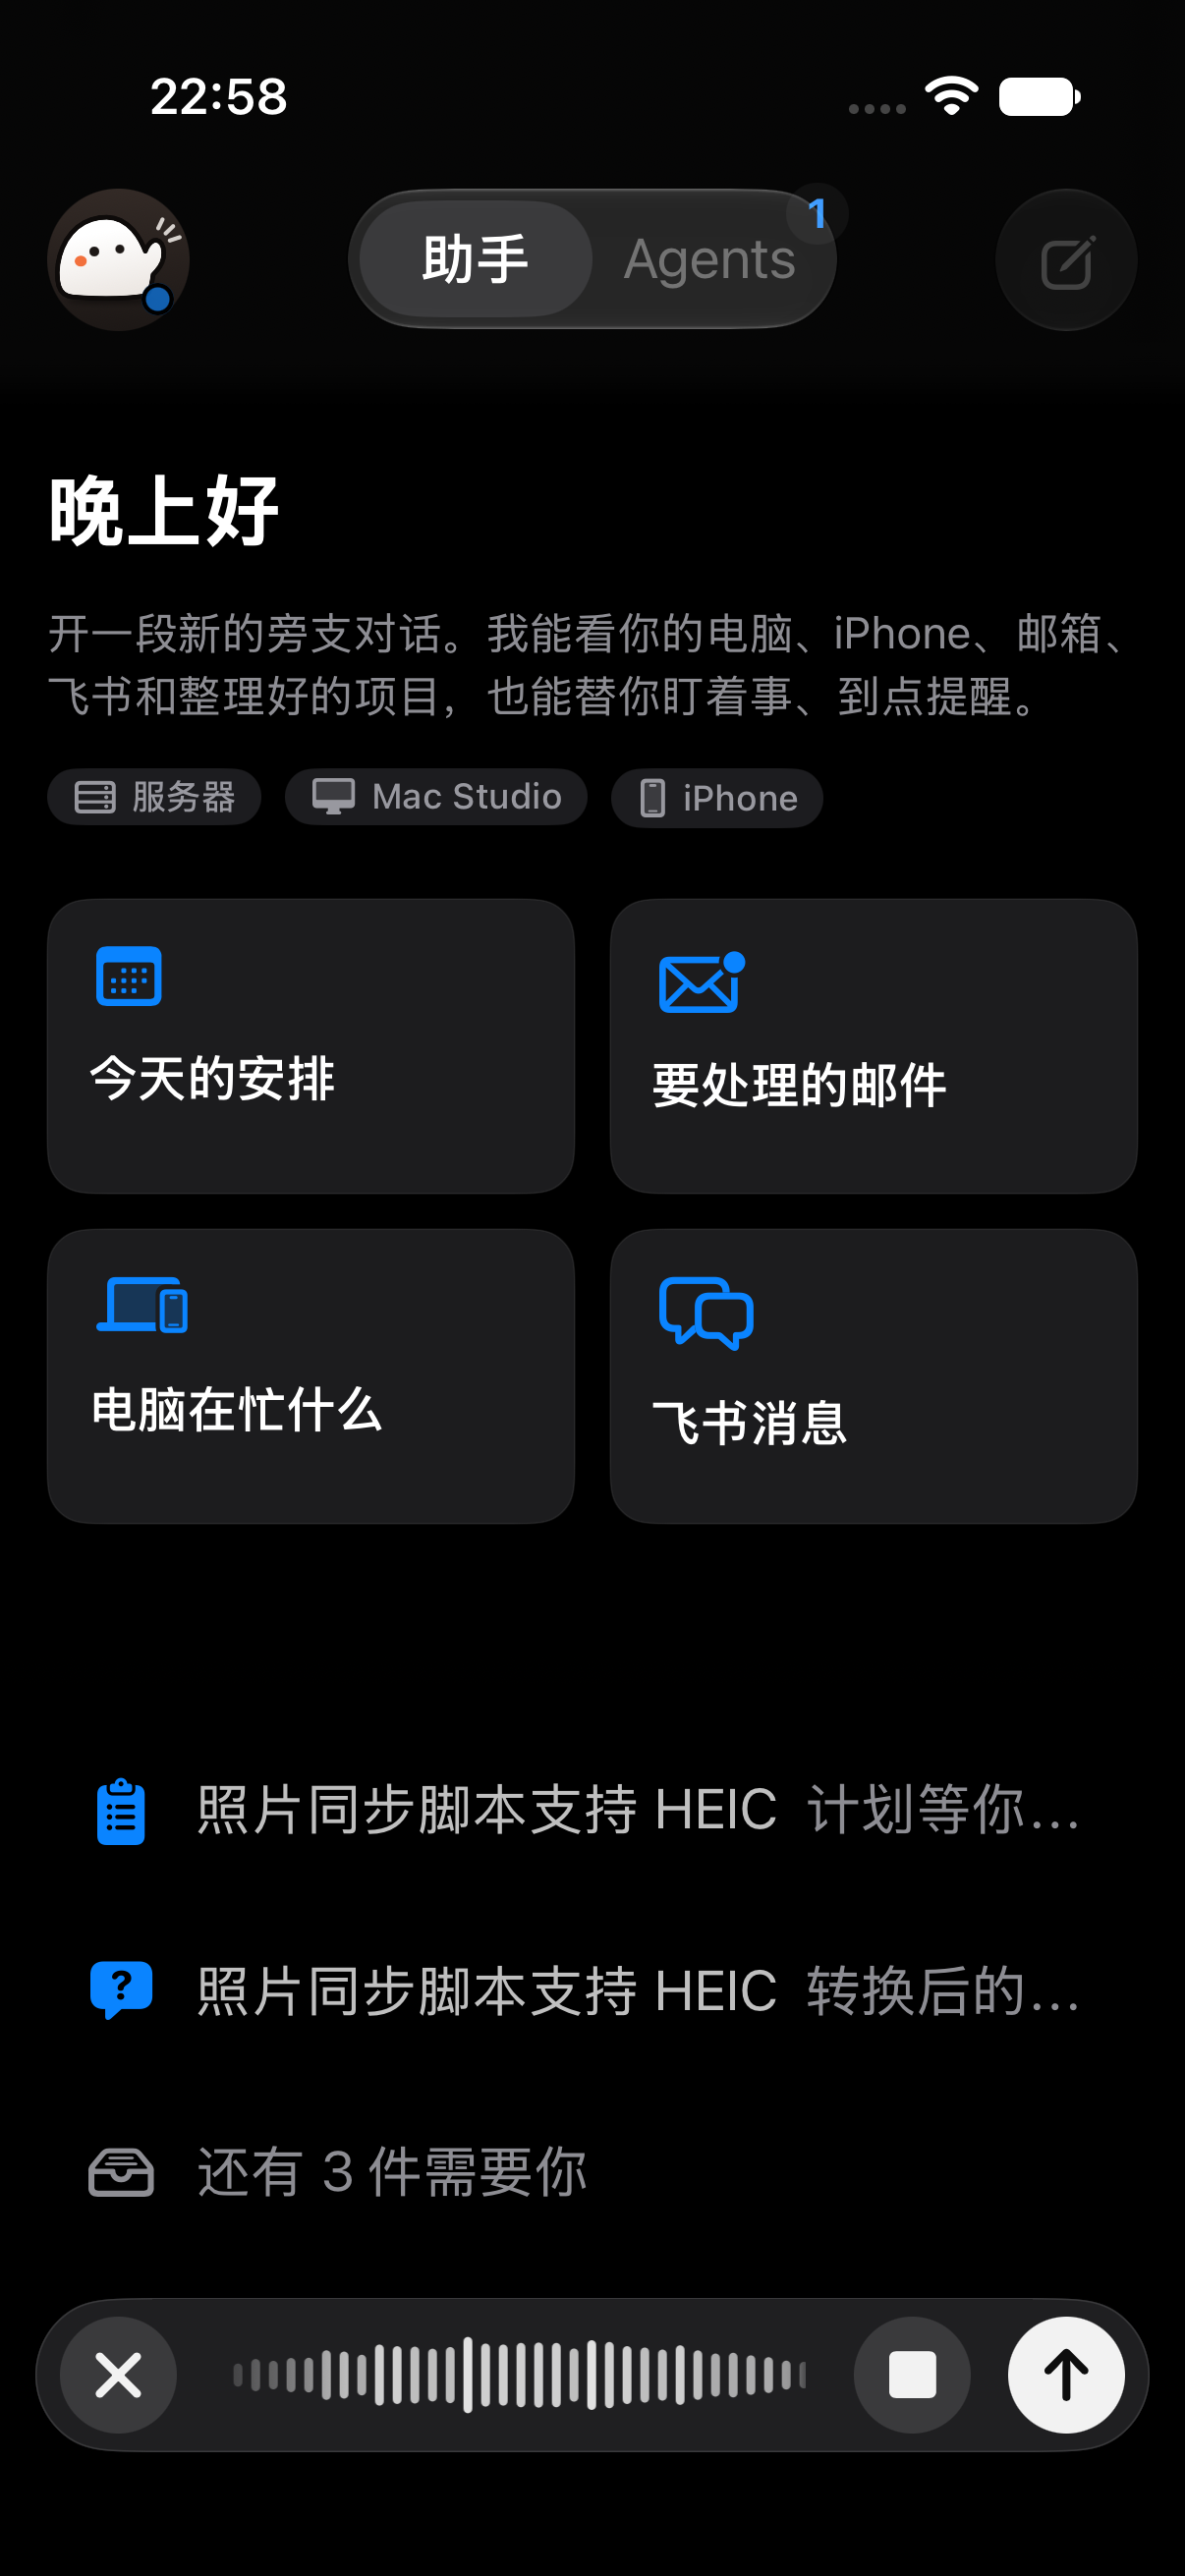 22:58
助手
Agents
1
晚上好
开一段新的旁支对话。我能看你的电脑、iPhone、邮箱、
飞书和整理好的项目，也能替你盯着事、到点提醒。
服务器
Mac Studio
iPhone
今天的安排
要处理的邮件
电脑在忙什么
飞书消息
照片同步脚本支持 HEIC 计划等你…
照片同步脚本支持 HEIC 转换后的…
还有 3 件需要你